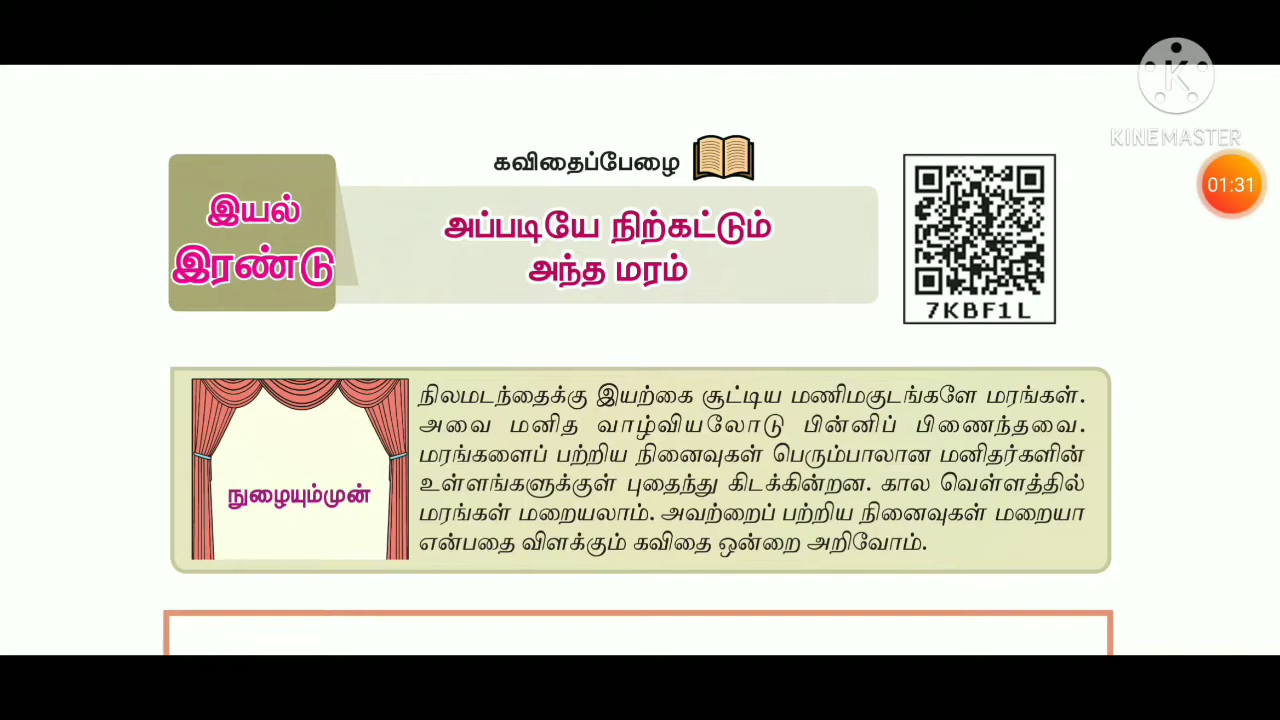 KINEMASTER
கவிதைப்பேழை
01:31
இயல்
இரண்டு
அப்படியே நிற்கட்டும்
அந்த மரம்
7KBF1L
நுழையும்முன்
நிலமடந்தைக்கு இயற்கை சூட்டிய மணிமகுடங்களே மரங்கள்.
அவை மனித வாழ்வியலோடு பின்னிப் பிணைந்தவை.
மரங்களைப் பற்றிய நினைவுகள் பெரும்பாலான மனிதர்களின்
உள்ளங்களுக்குள் புதைந்து கிடக்கின்றன. கால வெள்ளத்தில்
மரங்கள் மறையலாம். அவற்றைப் பற்றிய நினைவுகள் மறையா
என்பதை விளக்கும் கவிதை ஒன்றை அறிவோம்.